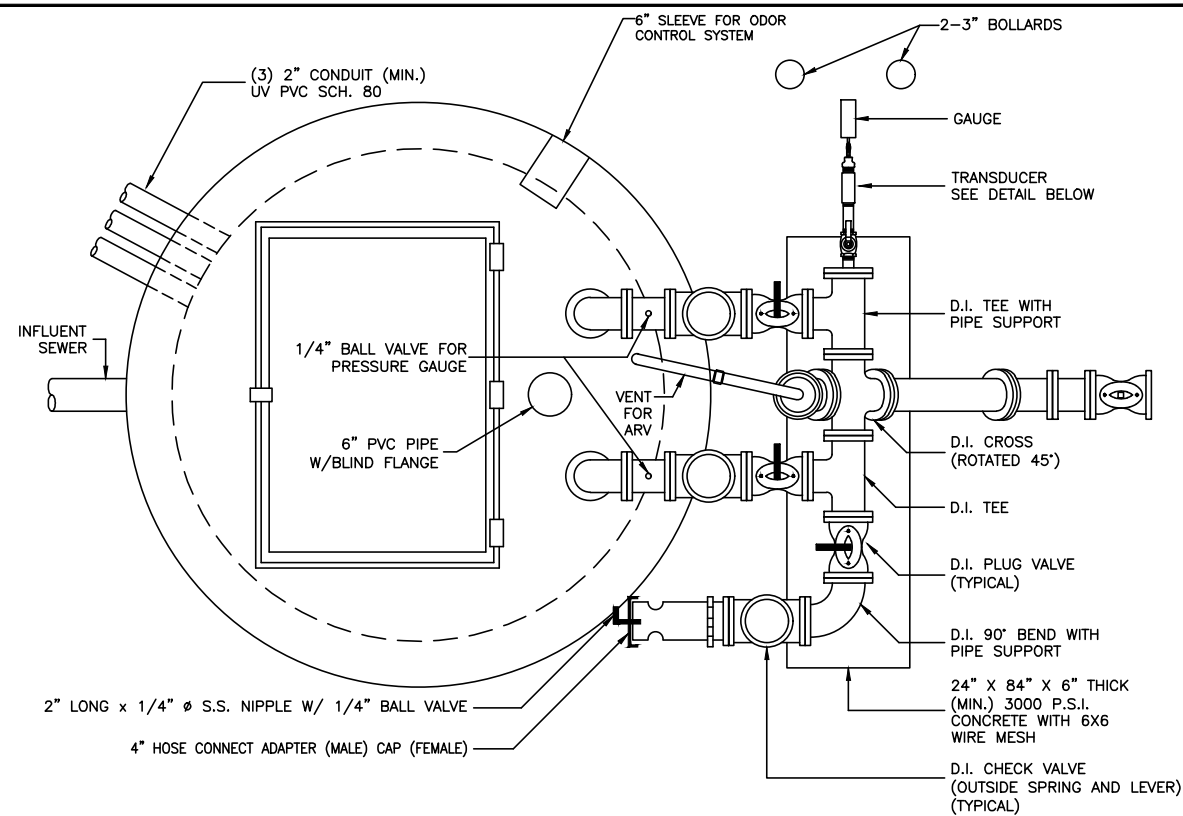 6” SLEEVE FOR ODOR
CONTROL SYSTEM
2-3” BOLLARDS
(3) 2” CONDUIT (MIN.)
UV PVC SCH. 80
GAUGE
TRANSDUCER
SEE DETAIL BELOW
INFLUENT
SEWER
1/4” BALL VALVE FOR
PRESSURE GAUGE
D.I. TEE WITH
PIPE SUPPORT
VENT
FOR
ARV
6” PVC PIPE
W/BLIND FLANGE
D.I. CROSS
(ROTATED 45°)
D.I. TEE
D.I. PLUG VALVE
(TYPICAL)
D.I. 90° BEND WITH
PIPE SUPPORT
2” LONG x 1/4” ø S.S. NIPPLE W/ 1/4” BALL VALVE
4” HOSE CONNECT ADAPTER (MALE) CAP (FEMALE)
24” X 84” X 6” THICK
(MIN.) 3000 P.S.I.
CONCRETE WITH 6X6
WIRE MESH
D.I. CHECK VALVE
(OUTSIDE SPRING AND LEVER)
(TYPICAL)